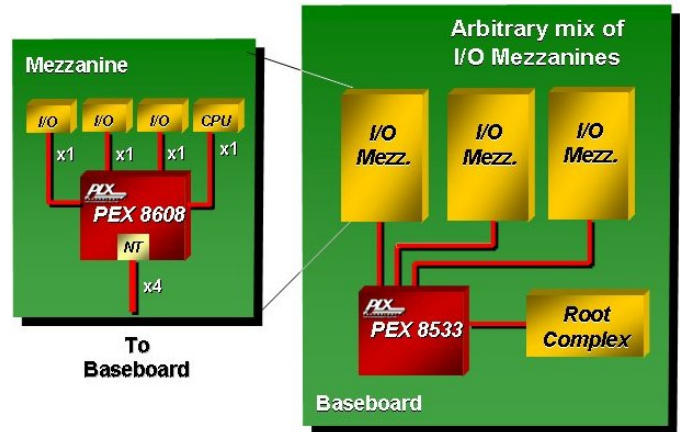 Mezzanine
I/O
I/O
I/O
CPU
x1
x1
x1
x1
PLX
PEX 8608
NT
x4
To
Baseboard
Arbitrary mix of
I/O Mezzanines
I/O
Mezz.
I/O
Mezz.
I/O
Mezz.
PLX
PEX 8533
Root
Complex
Baseboard